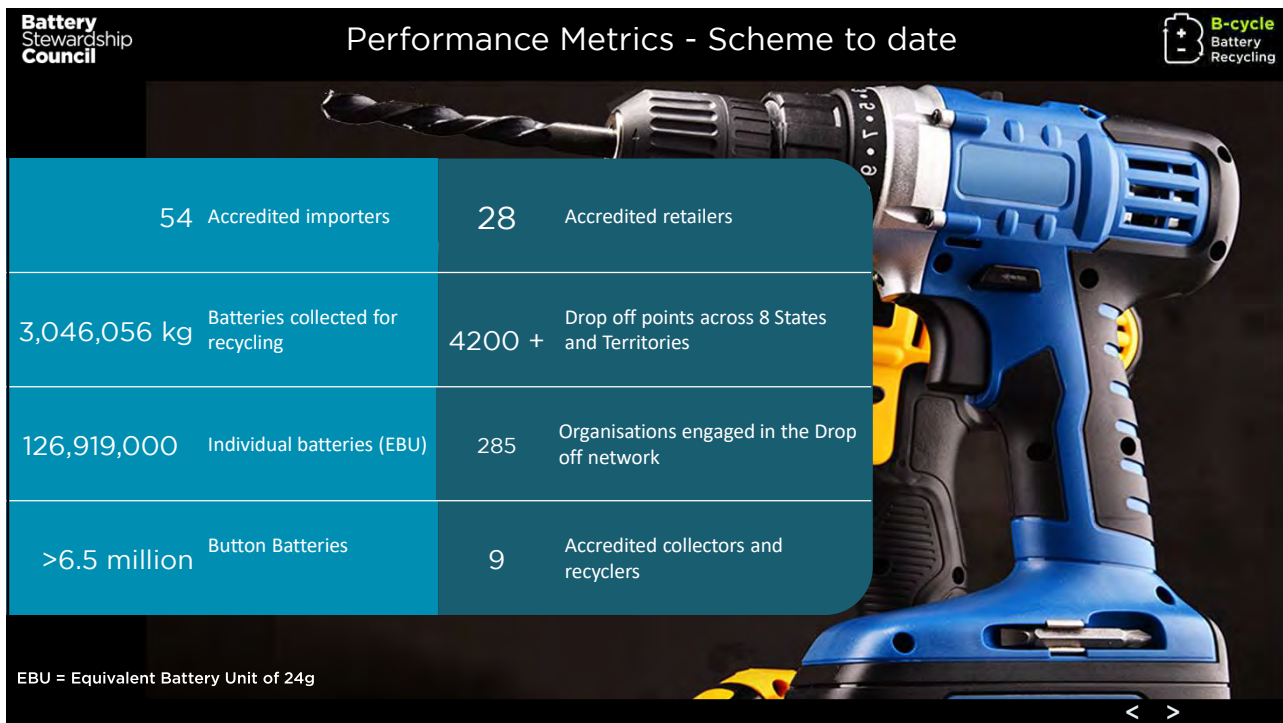 Battery
Stewardship
Council
Performance Metrics - Scheme to date
B-cycle
Battery
Recycling
54 Accredited importers
28 Accredited retailers
3,046,056 kg Batteries collected for
recycling
4200 + Drop off points across 8 States
and Territories
126,919,000 Individual batteries (EBU)
285 Organisations engaged in the Drop
off network
>6.5 million Button Batteries
9 Accredited collectors and
recyclers
EBU = Equivalent Battery Unit of 24g
< >